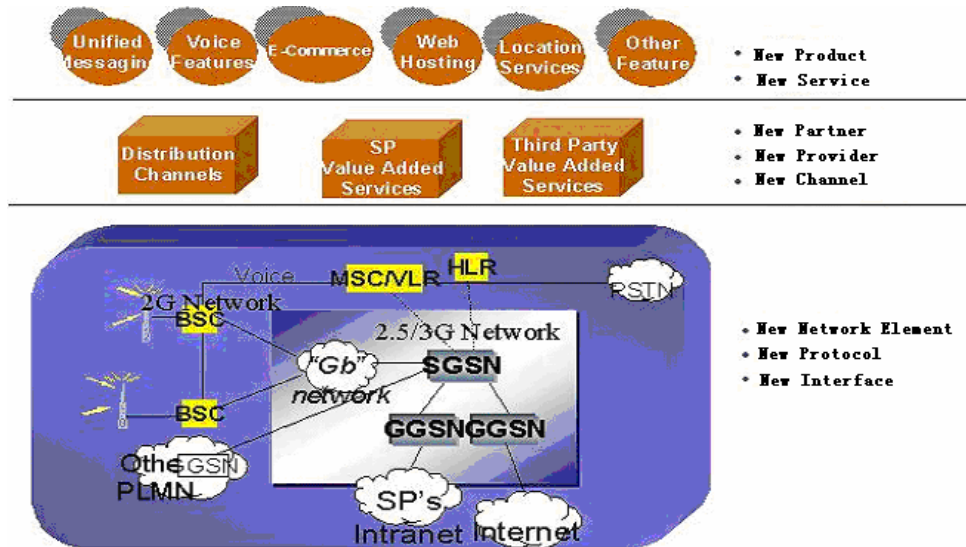 Unified
Messaging
Voice
Features
E-Commerce
Web
Hosting
Location
Services
Other
Feature
New Product
New Service
Distribution
Channels
SP
Value Added
Services
Third Party
Value Added
Services
New Partner
New Provider
New Channel
Voice
MSC/VLR
HLR
PSTN
2G Network
BSC
2.5/3G Network
"Gb"
network
SGSN
BSC
GGSN
GGSN
Othe
GGSN
PLMN
SP's
Intranet
Internet
New Network Element
New Protocol
New Interface